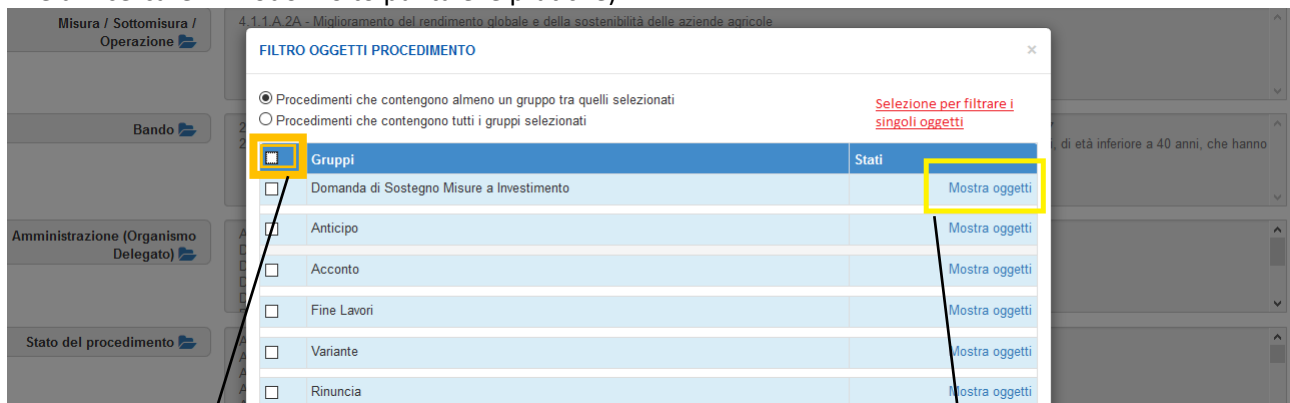 Misura / Sottomisura /
Operazione
4.1.1.A.2A - Miglioramento del rendimento globale e della sostenibilità delle aziende agricole
FILTRO OGGETTI PROCEDIMENTO
×
Procedimenti che contengono almeno un gruppo tra quelli selezionati
Procedimenti che contengono tutti i gruppi selezionati
Selezione per filtrare i
singoli oggetti
Bando
, di età inferiore a 40 anni, che hanno
Gruppi Stati
Domanda di Sostegno Misure a Investimento Mostra oggetti
Anticipo Mostra oggetti
Amministrazione (Organismo
Delegato)
Acconto Mostra oggetti
Fine Lavori Mostra oggetti
Stato del procedimento
Variante Mostra oggetti
Rinuncia Mostra oggetti